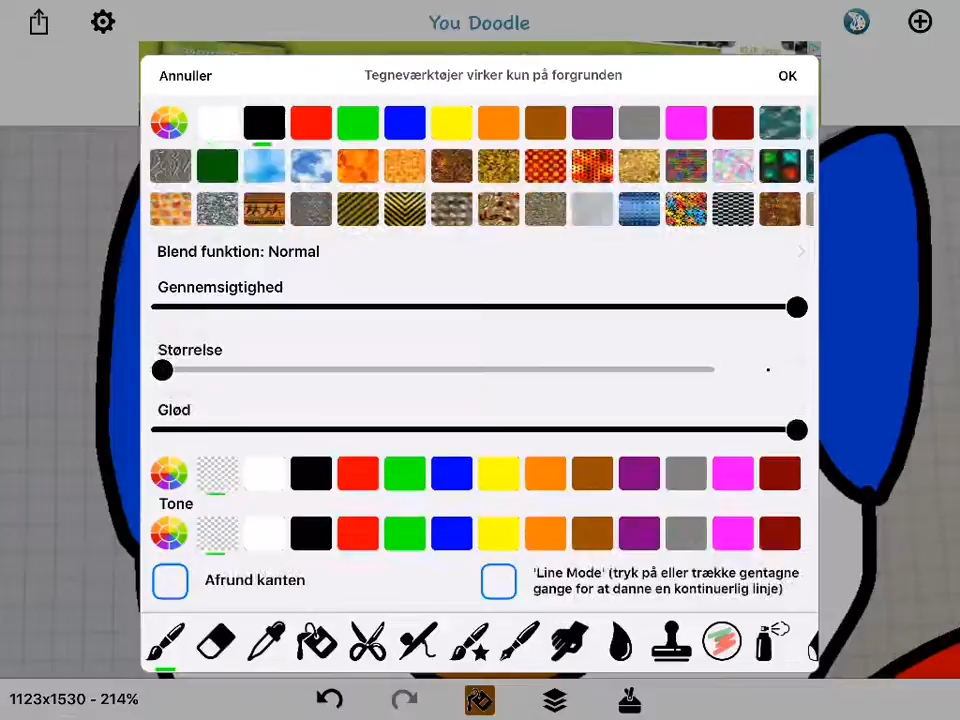 You Doodle
Annuller
Tegneværktøjer virker kun på forgrunden
OK
Blend funktion: Normal
Gennemsigtighed
Størrelse
Glød
Tone
Afrund kanten
'Line Mode' (tryk på eller trække gentagne
gange for at danne en kontinuerlig linje)
1123x1530 - 214%